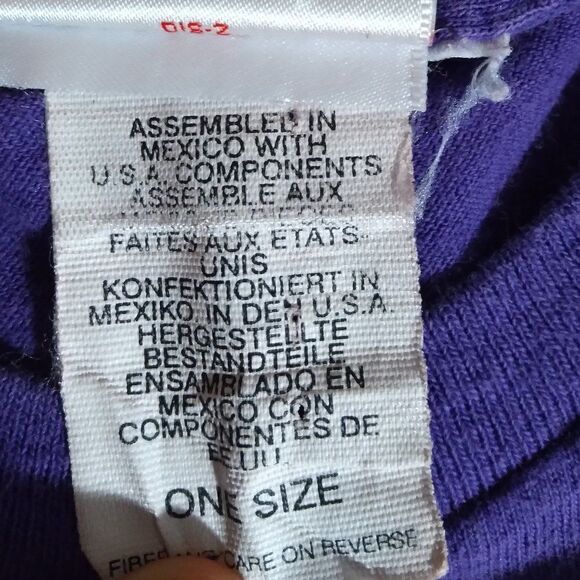 ASSEMBLED IN
MEXICO WITH
U.S.A. COMPONENTS
ASSEMBLE AUX
FAITES AUX ETATS-
UNIS
KONFEKTIONIERT IN
MEXIKO IN DEN U.S.A.
HERGESTELLTE
BESTANDTEILE
ENSAMBLADO EN
MEXICO CON
COMPONENTES DE
EE.UU
ONE SIZE
CARE ON REVERSE